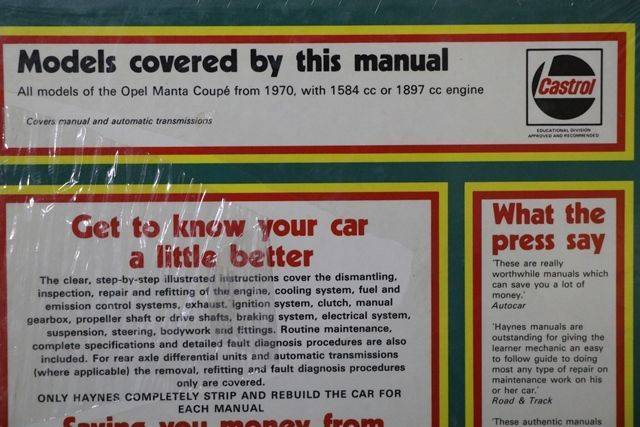 Models covered by this manual
All models of the Opel Manta Coupé from 1970, with 1584 cc or 1897 cc engine
Covers manual and automatic transmissions
Castrol
EDUCATIONAL DIVISION
APPROVED AND RECOMMENDED
Get to know your car
a little better
The clear, step-by-step illustrated instructions cover the dismantling,
inspection, repair and refitting of the engine, cooling system, fuel and
emission control systems, exhaust, ignition system, clutch, manual
gearbox, propeller shaft or drive shafts, braking system, electrical system,
suspension, steering, bodywork and fittings. Routine maintenance,
complete specifications and detailed fault diagnosis procedures are also
included. For rear axle differential units and automatic transmissions
(where applicable) the removal, refitting and fault diagnosis procedures
only are covered.
ONLY HAYNES COMPLETELY STRIP AND REBUILD THE CAR FOR
EACH MANUAL
Saving you money from
What the
press say
'These are really
worthwhile manuals which
can save you a lot of
money.'
Autocar
'Haynes manuals are
outstanding for giving the
learner mechanic an easy
to follow guide to doing
most any type of repair on
maintenance work on his
or her car.'
Road & Track
'These authentic manuals